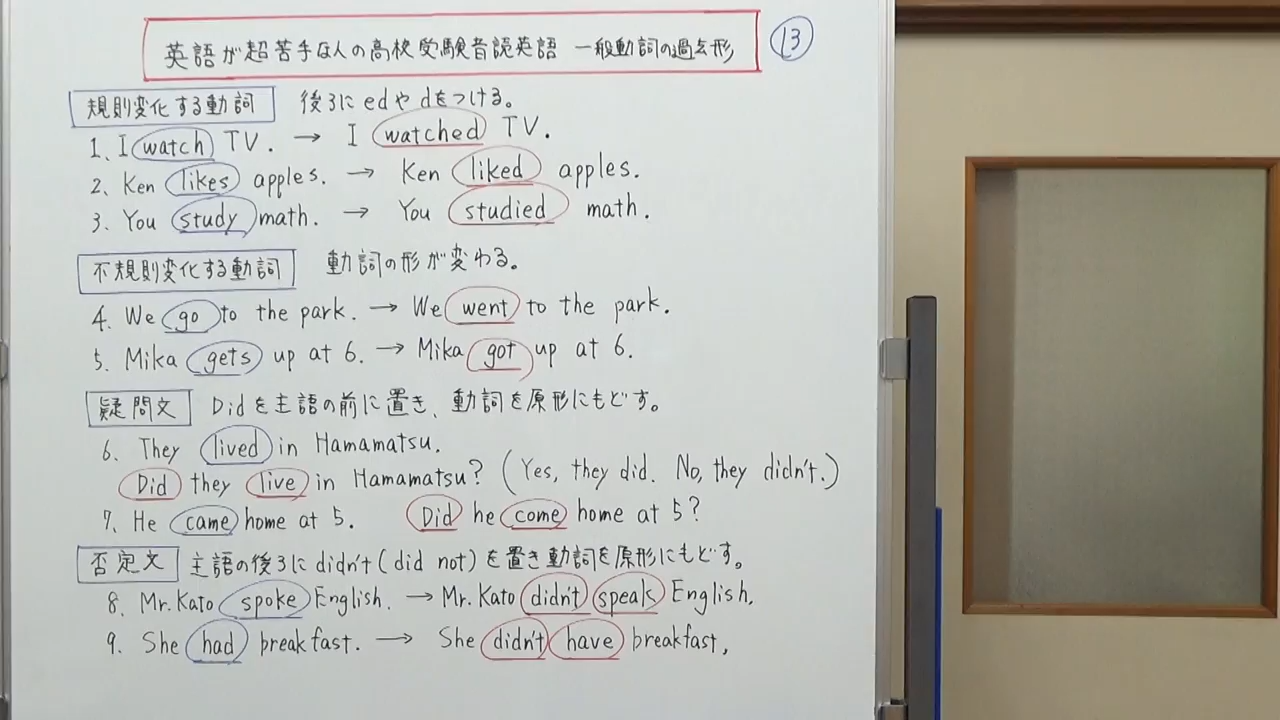 英語が超苦手な人の高校受験音読英語 一般動詞の過去形 13
規則変化する動詞 後ろにedやdをつける。
1. I watch TV. → I watched TV.
2. Ken likes apples. → Ken liked apples.
3. You study math. → You studied math.
不規則変化する動詞 動詞の形が変わる。
4. We go to the park. → We went to the park.
5. Mika gets up at 6. → Mika got up at 6.
疑問文 Didを主語の前に置き、動詞を原形にもどす。
6. They lived in Hamamatsu.
Did they live in Hamamatsu? (Yes, they did. No, they didn't.)
7. He came home at 5. Did he come home at 5?
否定文 主語の後ろにdidn't(did not)を置き動詞を原形にもどす。
8. Mr. Kato spoke English. → Mr. Kato didn't speak English.
9. She had breakfast. → She didn't have breakfast.